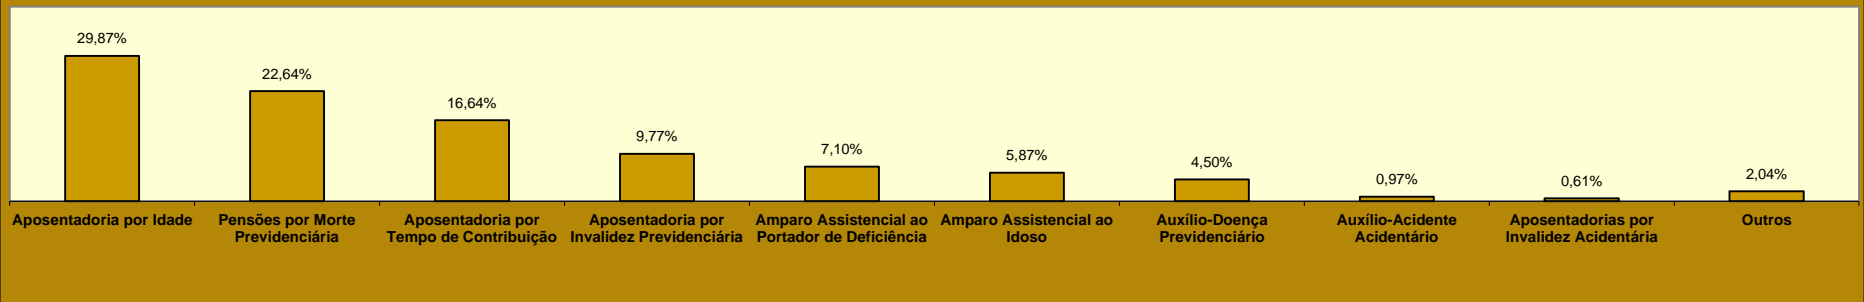 29,87%
22,64%
16,64%
9,77%
7,10%
5,87%
4,50%
0,97%
0,61%
2,04%
Aposentadoria por Idade
Pensões por Morte
Previdenciária
Aposentadoria por
Tempo de Contribuição
Aposentadoria por
Invalidez Previdenciária
Amparo Assistencial ao
Portador de Deficiência
Amparo Assistencial ao
Idoso
Auxílio-Doença
Previdenciário
Auxílio-Acidente
Acidentário
Aposentadorias por
Invalidez Acidentária
Outros